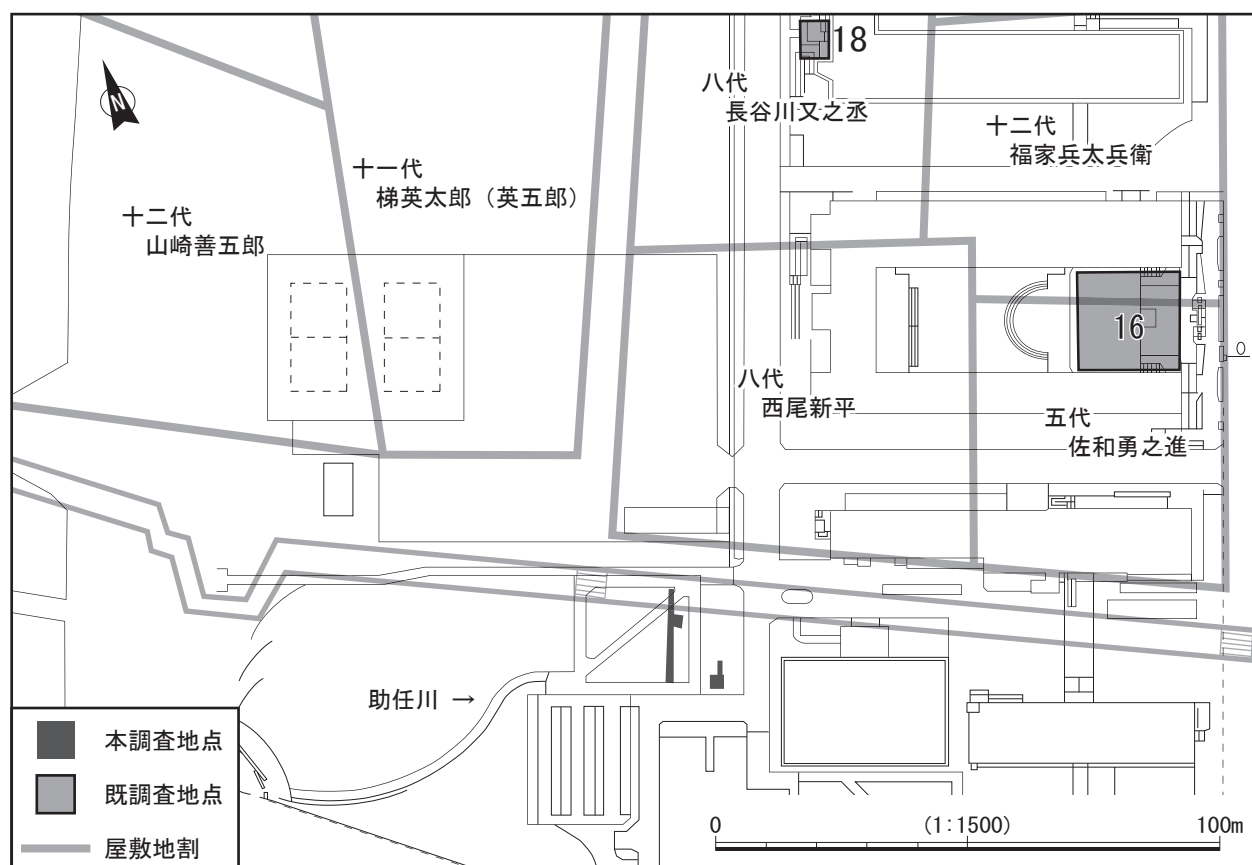 N
18
八代
長谷川又之丞
十二代
福家兵太兵衛
十一代
梯英太郎（英五郎）
十二代
山崎善五郎
16
八代
西尾新平
五代
佐和勇之進
助任川 →
本調査地点
既調査地点
屋敷地割
0 (1:1500) 100m